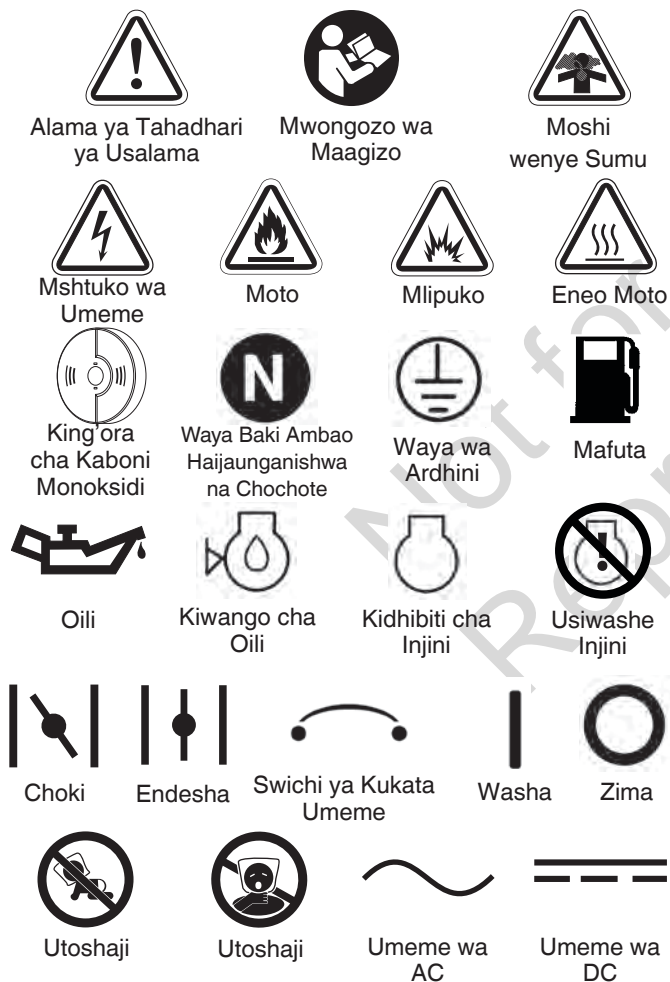 Alama ya Tahadhari
ya Usalama
Mwongozo wa
Maagizo
Moshi
wenye Sumu
Mshtuko wa
Umeme
Moto
Mlipuko
Eneo Moto
King'ora
cha Kaboni
Monoksidi
N
Waya Baki Ambao
Haijaunganishwa
na Chochote
Waya wa
Ardhini
Mafuta
Oili
Kiwango cha
Oili
Kidhibiti cha
Injini
Usiwashe
Injini
Choki
Endesha
Swichi ya Kukata
Umeme
Washa
Zima
Utoshaji
Utoshaji
Umeme wa
AC
Umeme wa
DC
Not for